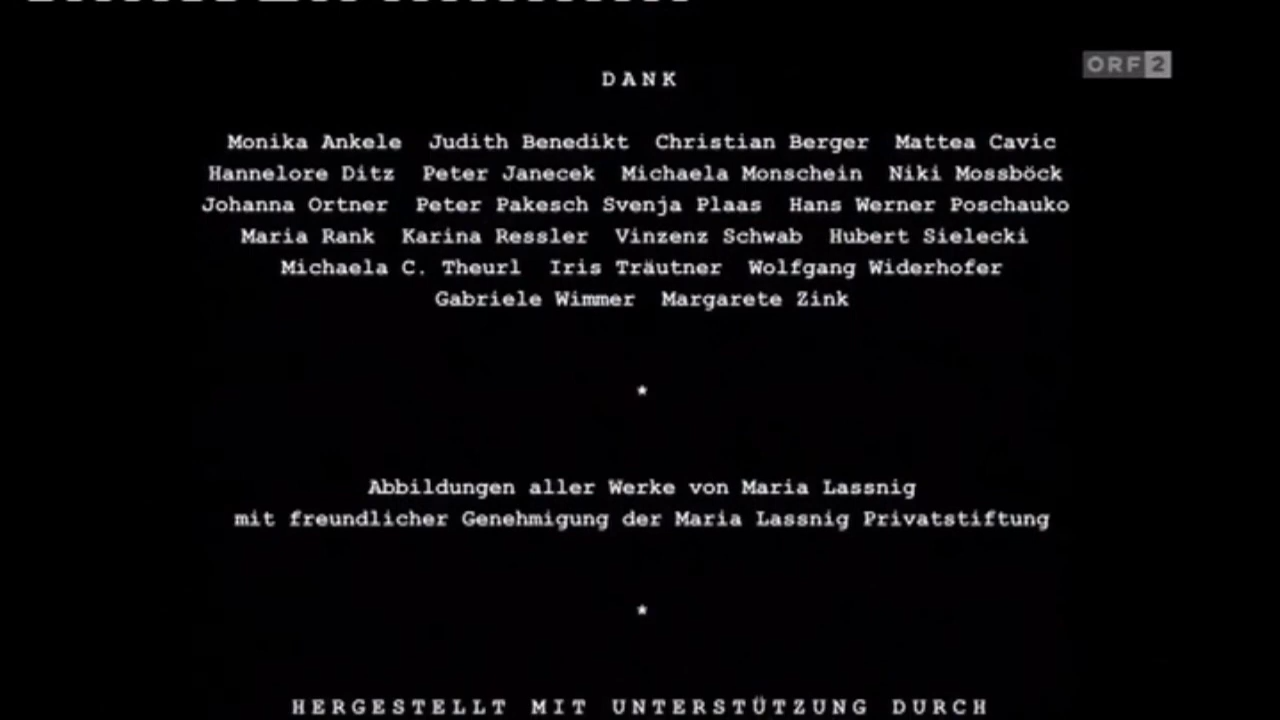 ORF 2
DANK
Monika Ankele Judith Benedikt Christian Berger Mattea Cavic
Hannelore Ditz Peter Janecek Michaela Monschein Niki Mossböck
Johanna Ortner Peter Pakesch Svenja Plaas Hans Werner Poschauko
Maria Rank Karina Ressler Vinzenz Schwab Hubert Sielecki
Michaela C. Theurl Iris Träutner Wolfgang Widerhofer
Gabriele Wimmer Margarete Zink
*
Abbildungen aller Werke von Maria Lassnig
mit freundlicher Genehmigung der Maria Lassnig Privatstiftung
*
HERGESTELLT MIT UNTERSTÜTZUNG DURCH